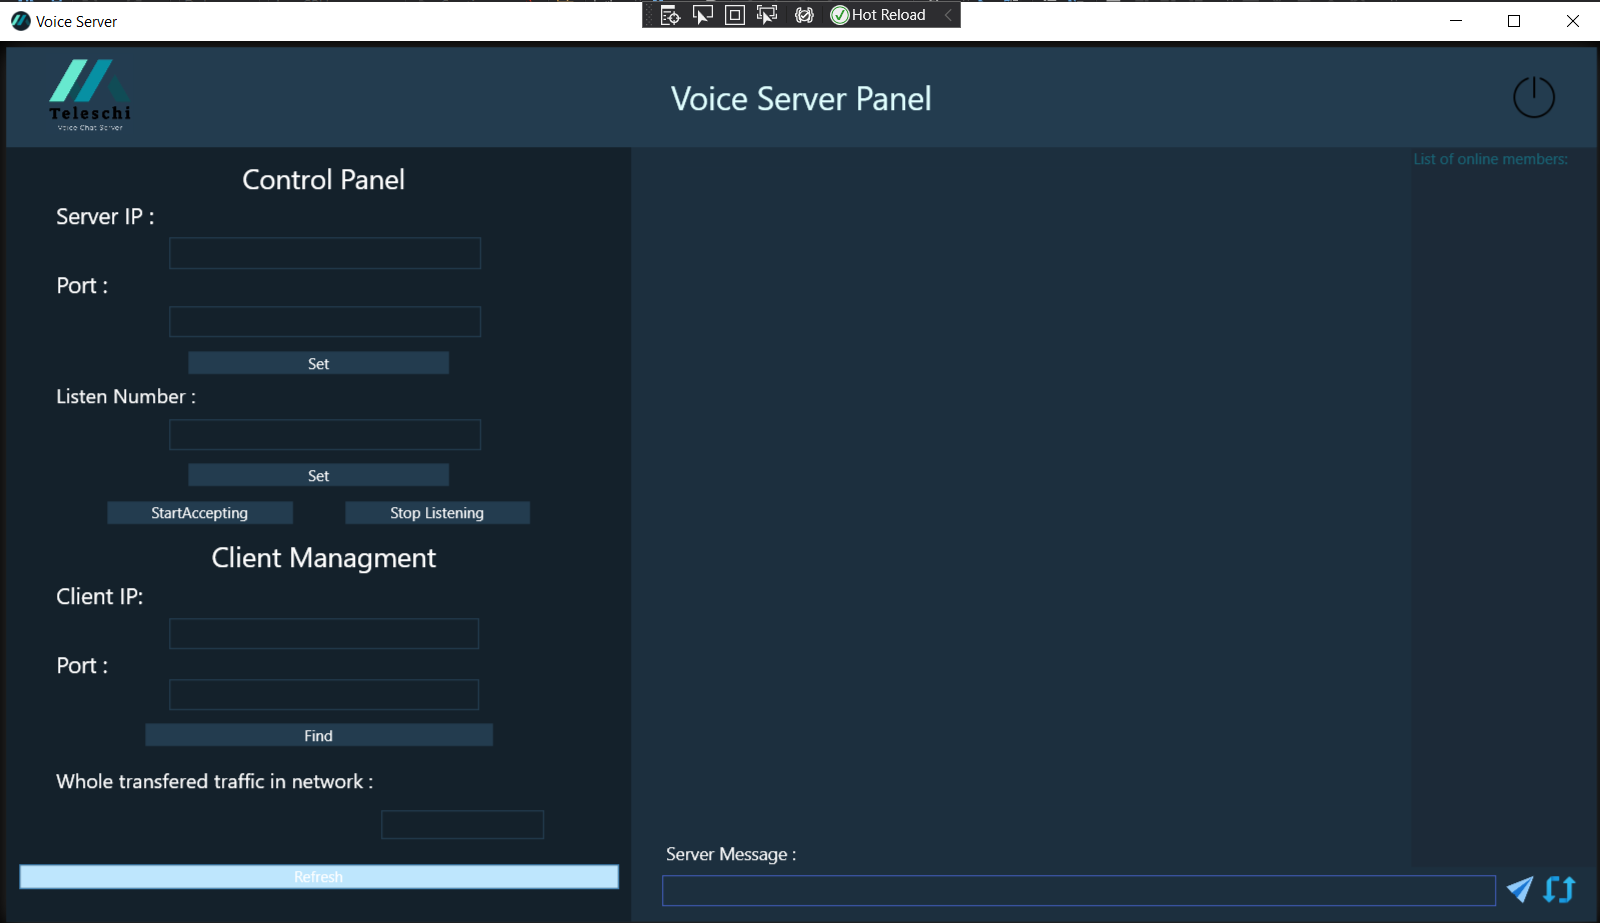 Voice Server
Hot Reload
Teleschi
Voice Chat Server
Voice Server Panel
Control Panel
Server IP :
Port :
Set
Listen Number :
Set
StartAccepting
Stop Listening
Client Managment
Client IP:
Port :
Find
Whole transfered traffic in network :
Refresh
List of online members:
Server Message :